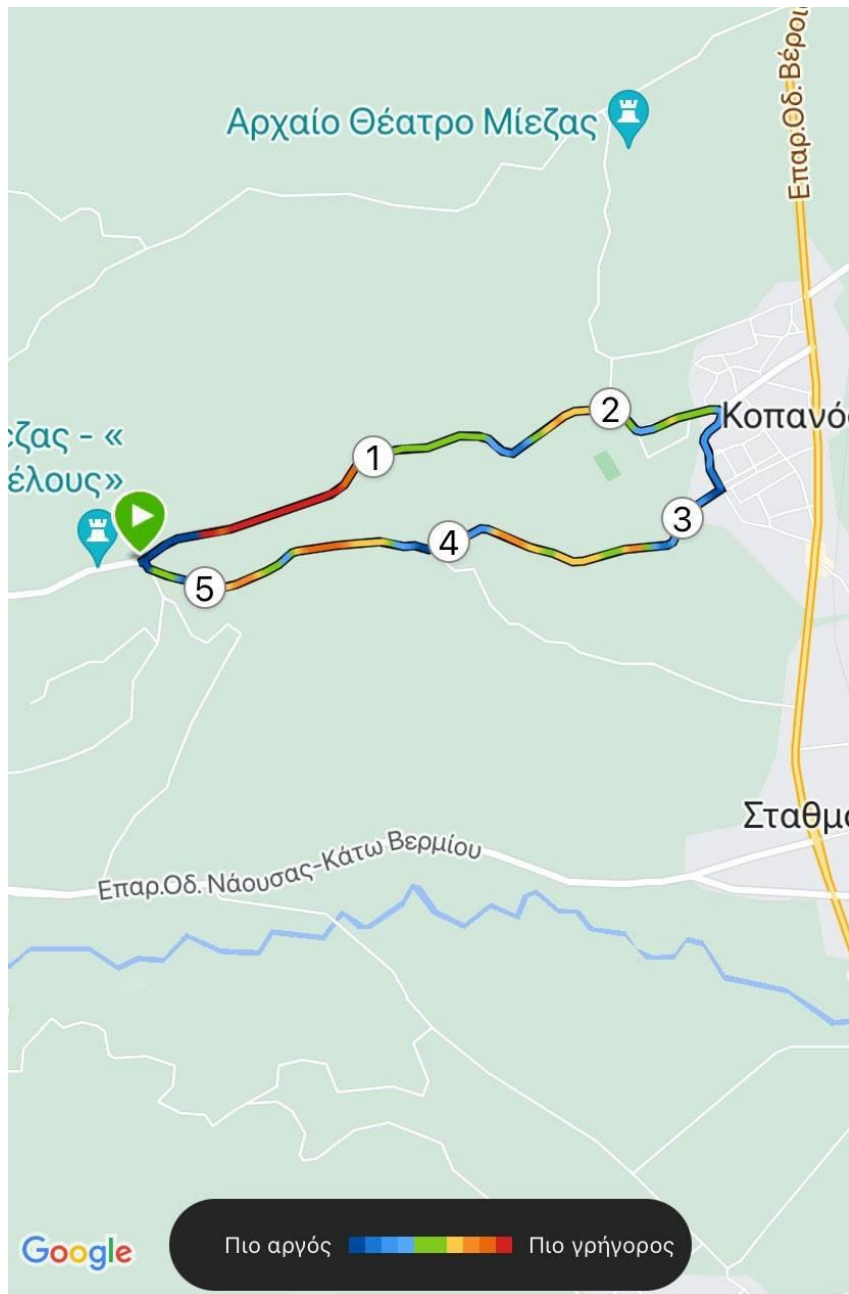 Αρχαίο Θέατρο Μίεζας
Επαρ.Οδ. Βέροι
Κοπανό
ζας - «
έλους»
1
2
3
4
5
Σταθμ
Επαρ.Οδ. Νάουσας-Κάτω Βερμίου
Google
Πιο αργός Πιο γρήγορος